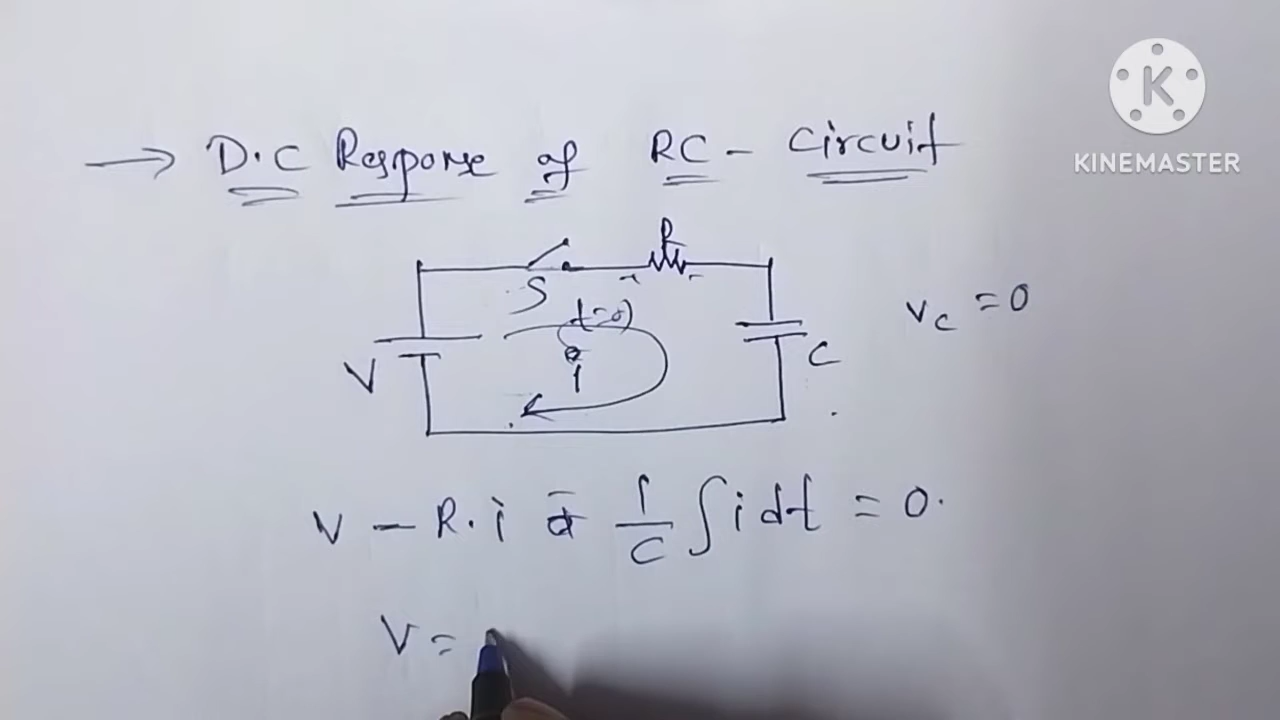 → D.C Response of RC - Circuit
K
KINEMASTER
R
S
(t=0)
i
V
C
Vc = 0
V - R.i - 1/C ∫ i dt = 0.
V =